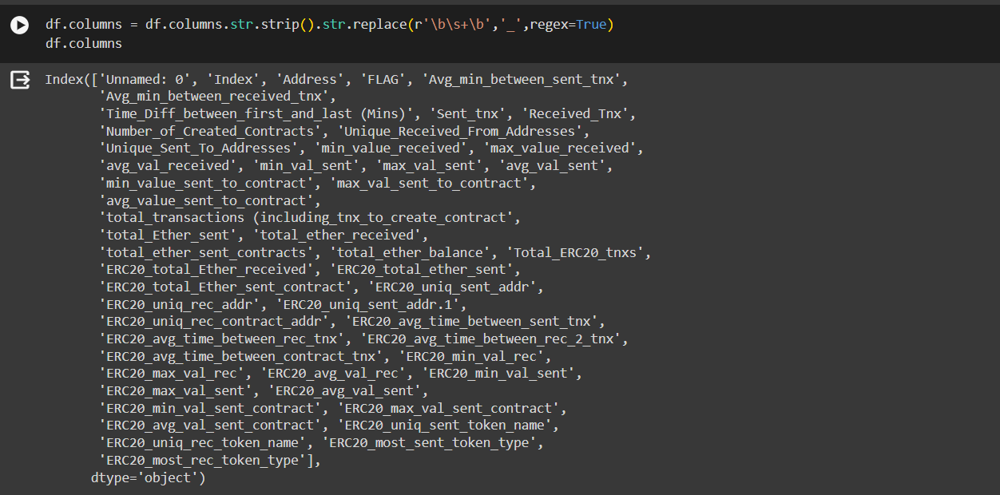 df.columns = df.columns.str.strip().str.replace(r'\b\s+\b','_',regex=True)
df.columns
Index(['Unnamed: 0', 'Index', 'Address', 'FLAG', 'Avg_min_between_sent_tnx',
'Avg_min_between_received_tnx',
'Time_Diff_between_first_and_last (Mins)', 'Sent_tnx', 'Received_Tnx',
'Number_of_Created_Contracts', 'Unique_Received_From_Addresses',
'Unique_Sent_To_Addresses', 'min_value_received', 'max_value_received',
'avg_val_received', 'min_val_sent', 'max_val_sent', 'avg_val_sent',
'min_value_sent_to_contract', 'max_val_sent_to_contract',
'avg_value_sent_to_contract',
'total_transactions (including_tnx_to_create_contract',
'total_Ether_sent', 'total_ether_received',
'total_ether_sent_contracts', 'total_ether_balance', 'Total_ERC20_tnxs',
'ERC20_total_Ether_received', 'ERC20_total_ether_sent',
'ERC20_total_Ether_sent_contract', 'ERC20_uniq_sent_addr',
'ERC20_uniq_rec_addr', 'ERC20_uniq_sent_addr.1',
'ERC20_uniq_rec_contract_addr', 'ERC20_avg_time_between_sent_tnx',
'ERC20_avg_time_between_rec_tnx', 'ERC20_avg_time_between_rec_2_tnx',
'ERC20_avg_time_between_contract_tnx', 'ERC20_min_val_rec',
'ERC20_max_val_rec', 'ERC20_avg_val_rec', 'ERC20_min_val_sent',
'ERC20_max_val_sent', 'ERC20_avg_val_sent',
'ERC20_min_val_sent_contract', 'ERC20_max_val_sent_contract',
'ERC20_avg_val_sent_contract', 'ERC20_uniq_sent_token_name',
'ERC20_uniq_rec_token_name', 'ERC20_most_sent_token_type',
'ERC20_most_rec_token_type'],
dtype='object')